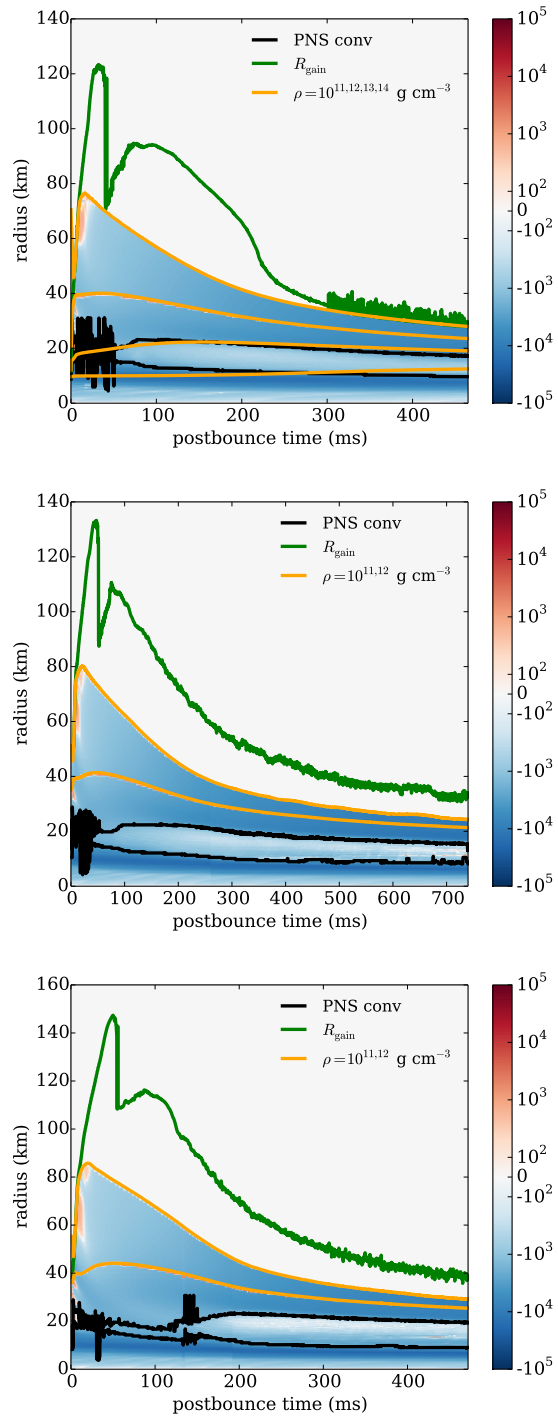 140
120
100
80
60
40
20
0
radius (km)
PNS conv
R_gain
ρ=10^11,12,13,14 g cm^−3
0 100 200 300 400
postbounce time (ms)
10^5
10^4
10^3
10^2
0
-10^2
-10^3
-10^4
-10^5
140
120
100
80
60
40
20
0
radius (km)
PNS conv
R_gain
ρ=10^11,12 g cm^−3
0 100 200 300 400 500 600 700
postbounce time (ms)
10^5
10^4
10^3
10^2
0
-10^2
-10^3
-10^4
-10^5
160
140
120
100
80
60
40
20
0
radius (km)
PNS conv
R_gain
ρ=10^11,12 g cm^−3
0 100 200 300 400
postbounce time (ms)
10^5
10^4
10^3
10^2
0
-10^2
-10^3
-10^4
-10^5